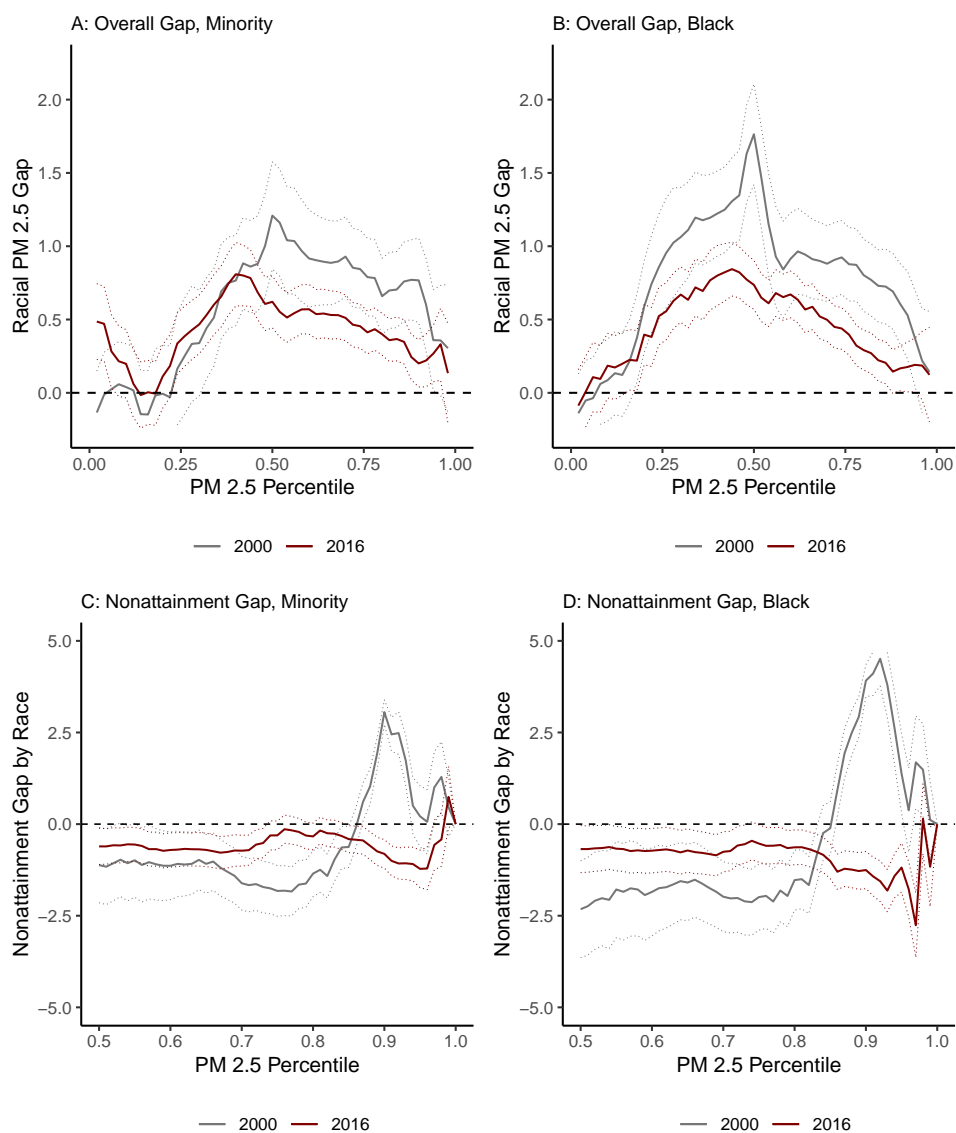 A: Overall Gap, Minority
Racial PM 2.5 Gap
2.0
1.5
1.0
0.5
0.0
0.00 0.25 0.50 0.75 1.00
PM 2.5 Percentile
2000 2016
B: Overall Gap, Black
Racial PM 2.5 Gap
2.0
1.5
1.0
0.5
0.0
0.00 0.25 0.50 0.75 1.00
PM 2.5 Percentile
2000 2016
C: Nonattainment Gap, Minority
Nonattainment Gap by Race
5.0
2.5
0.0
−2.5
−5.0
0.5 0.6 0.7 0.8 0.9 1.0
PM 2.5 Percentile
2000 2016
D: Nonattainment Gap, Black
Nonattainment Gap by Race
5.0
2.5
0.0
−2.5
−5.0
0.5 0.6 0.7 0.8 0.9 1.0
PM 2.5 Percentile
2000 2016